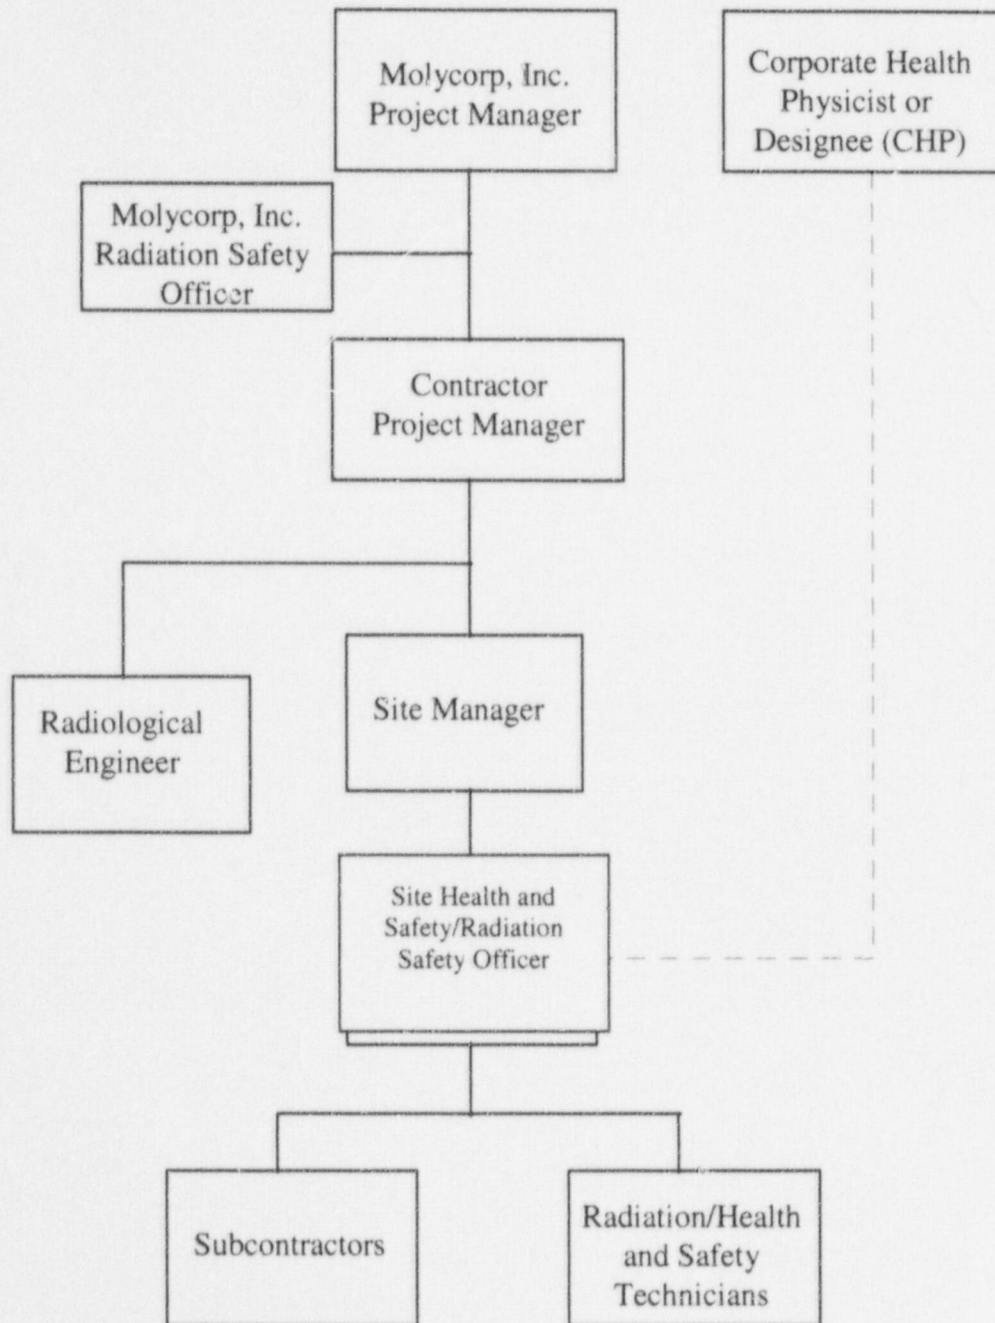 Molycorp, Inc.
Project Manager
Corporate Health
Physicist or
Designee (CHP)
Molycorp, Inc.
Radiation Safety
Officer
Contractor
Project Manager
Radiological
Engineer
Site Manager
Site Health and
Safety/Radiation
Safety Officer
Subcontractors
Radiation/Health
and Safety
Technicians